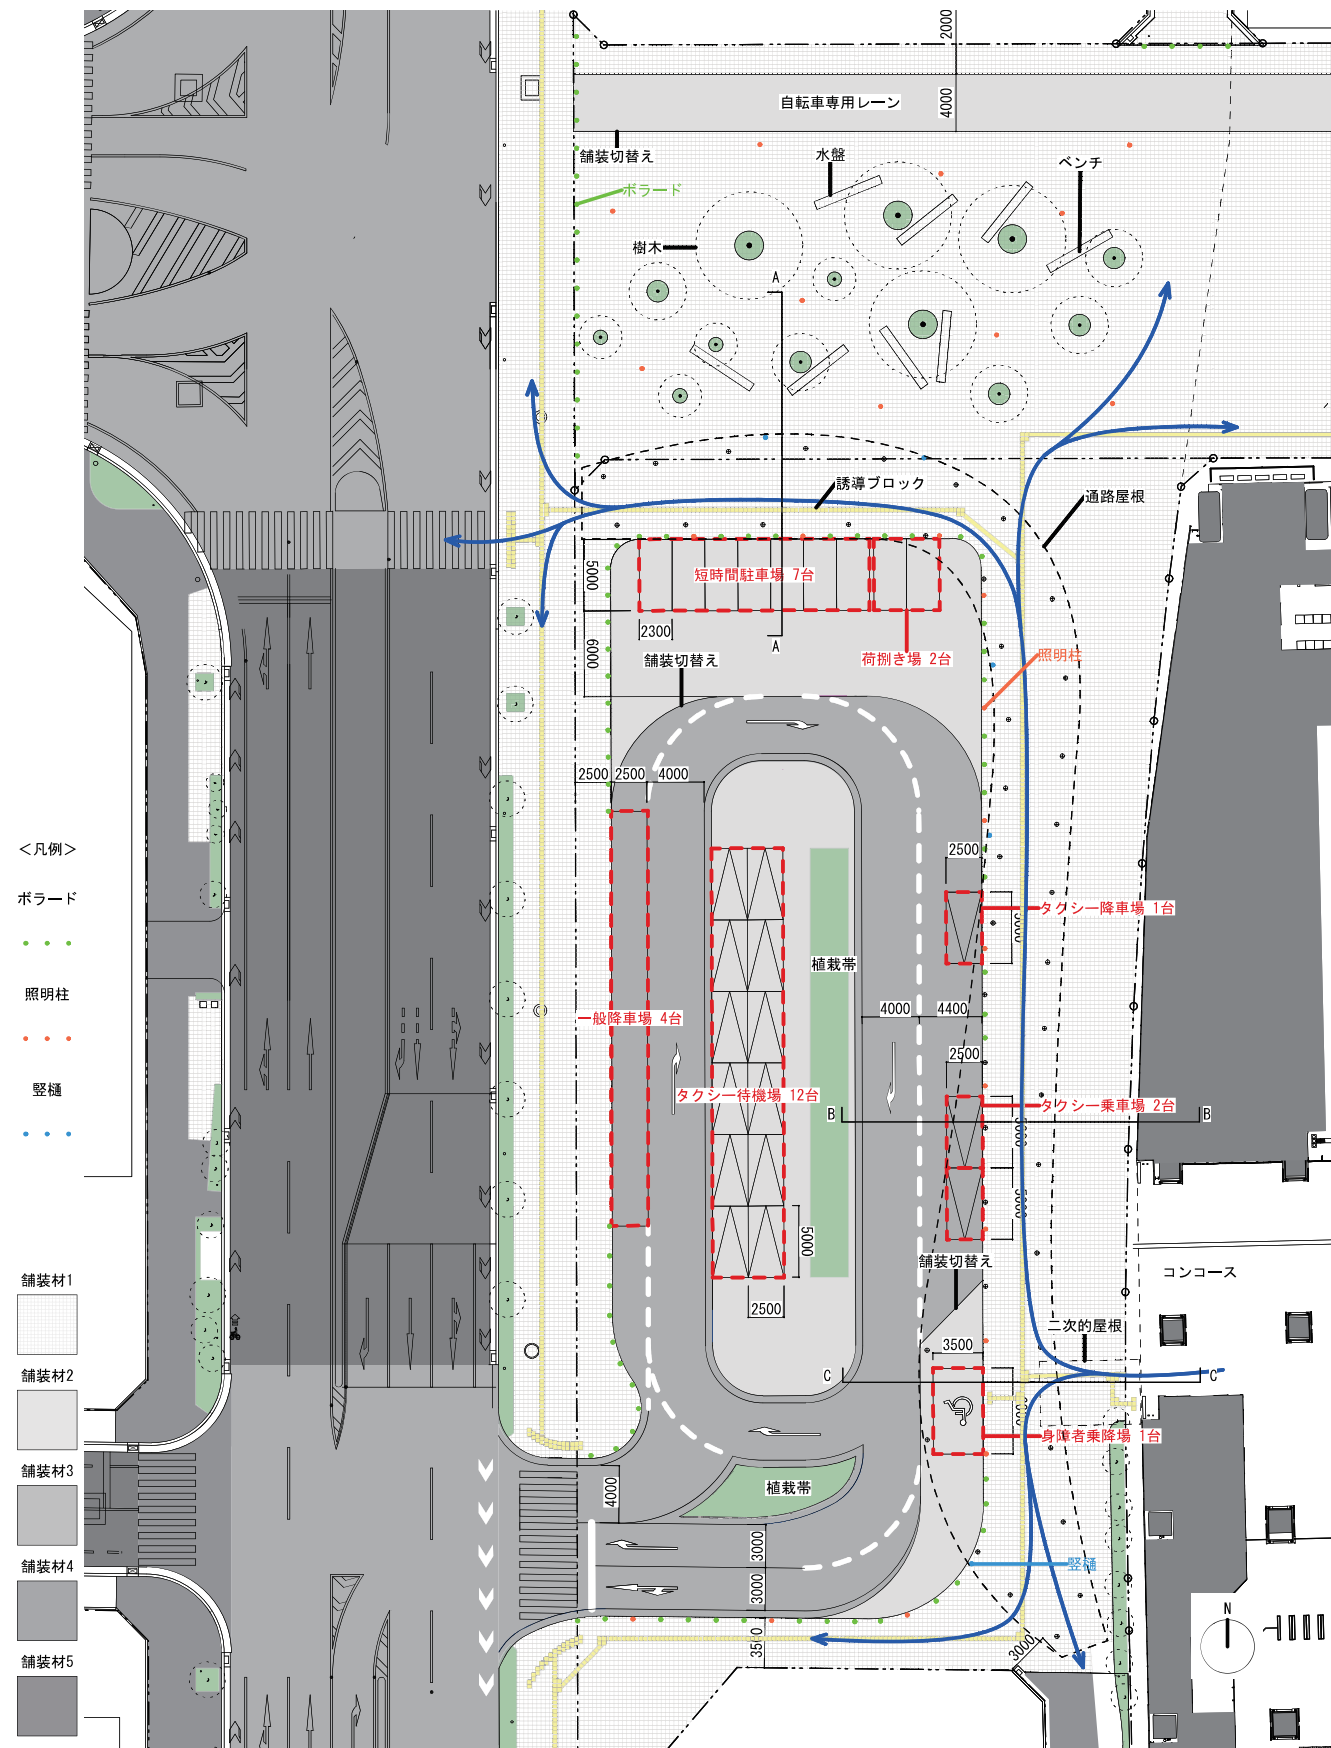 2000
自転車専用レーン
4000
舗装切替え
水盤
ベンチ
ボラード
樹木
A
誘導ブロック
通路屋根
5000
短時間駐車場 7台
2300
6000
A
荷捌き場 2台
舗装切替え
照明柱
2500
2500
4000
<凡例>
ボラード
照明柱
竪樋
2500
タクシー降車場 1台
5000
植栽帯
一般降車場 4台
4000
4400
2500
タクシー待機場 12台
タクシー乗車場 2台
B
B
5000
5000
5000
2500
舗装切替え
コンコース
二次的屋根
3500
C
C
身障者乗降場 1台
植栽帯
4000
3000
3000
竪樋
3500
3000
N
舗装材1
舗装材2
舗装材3
舗装材4
舗装材5